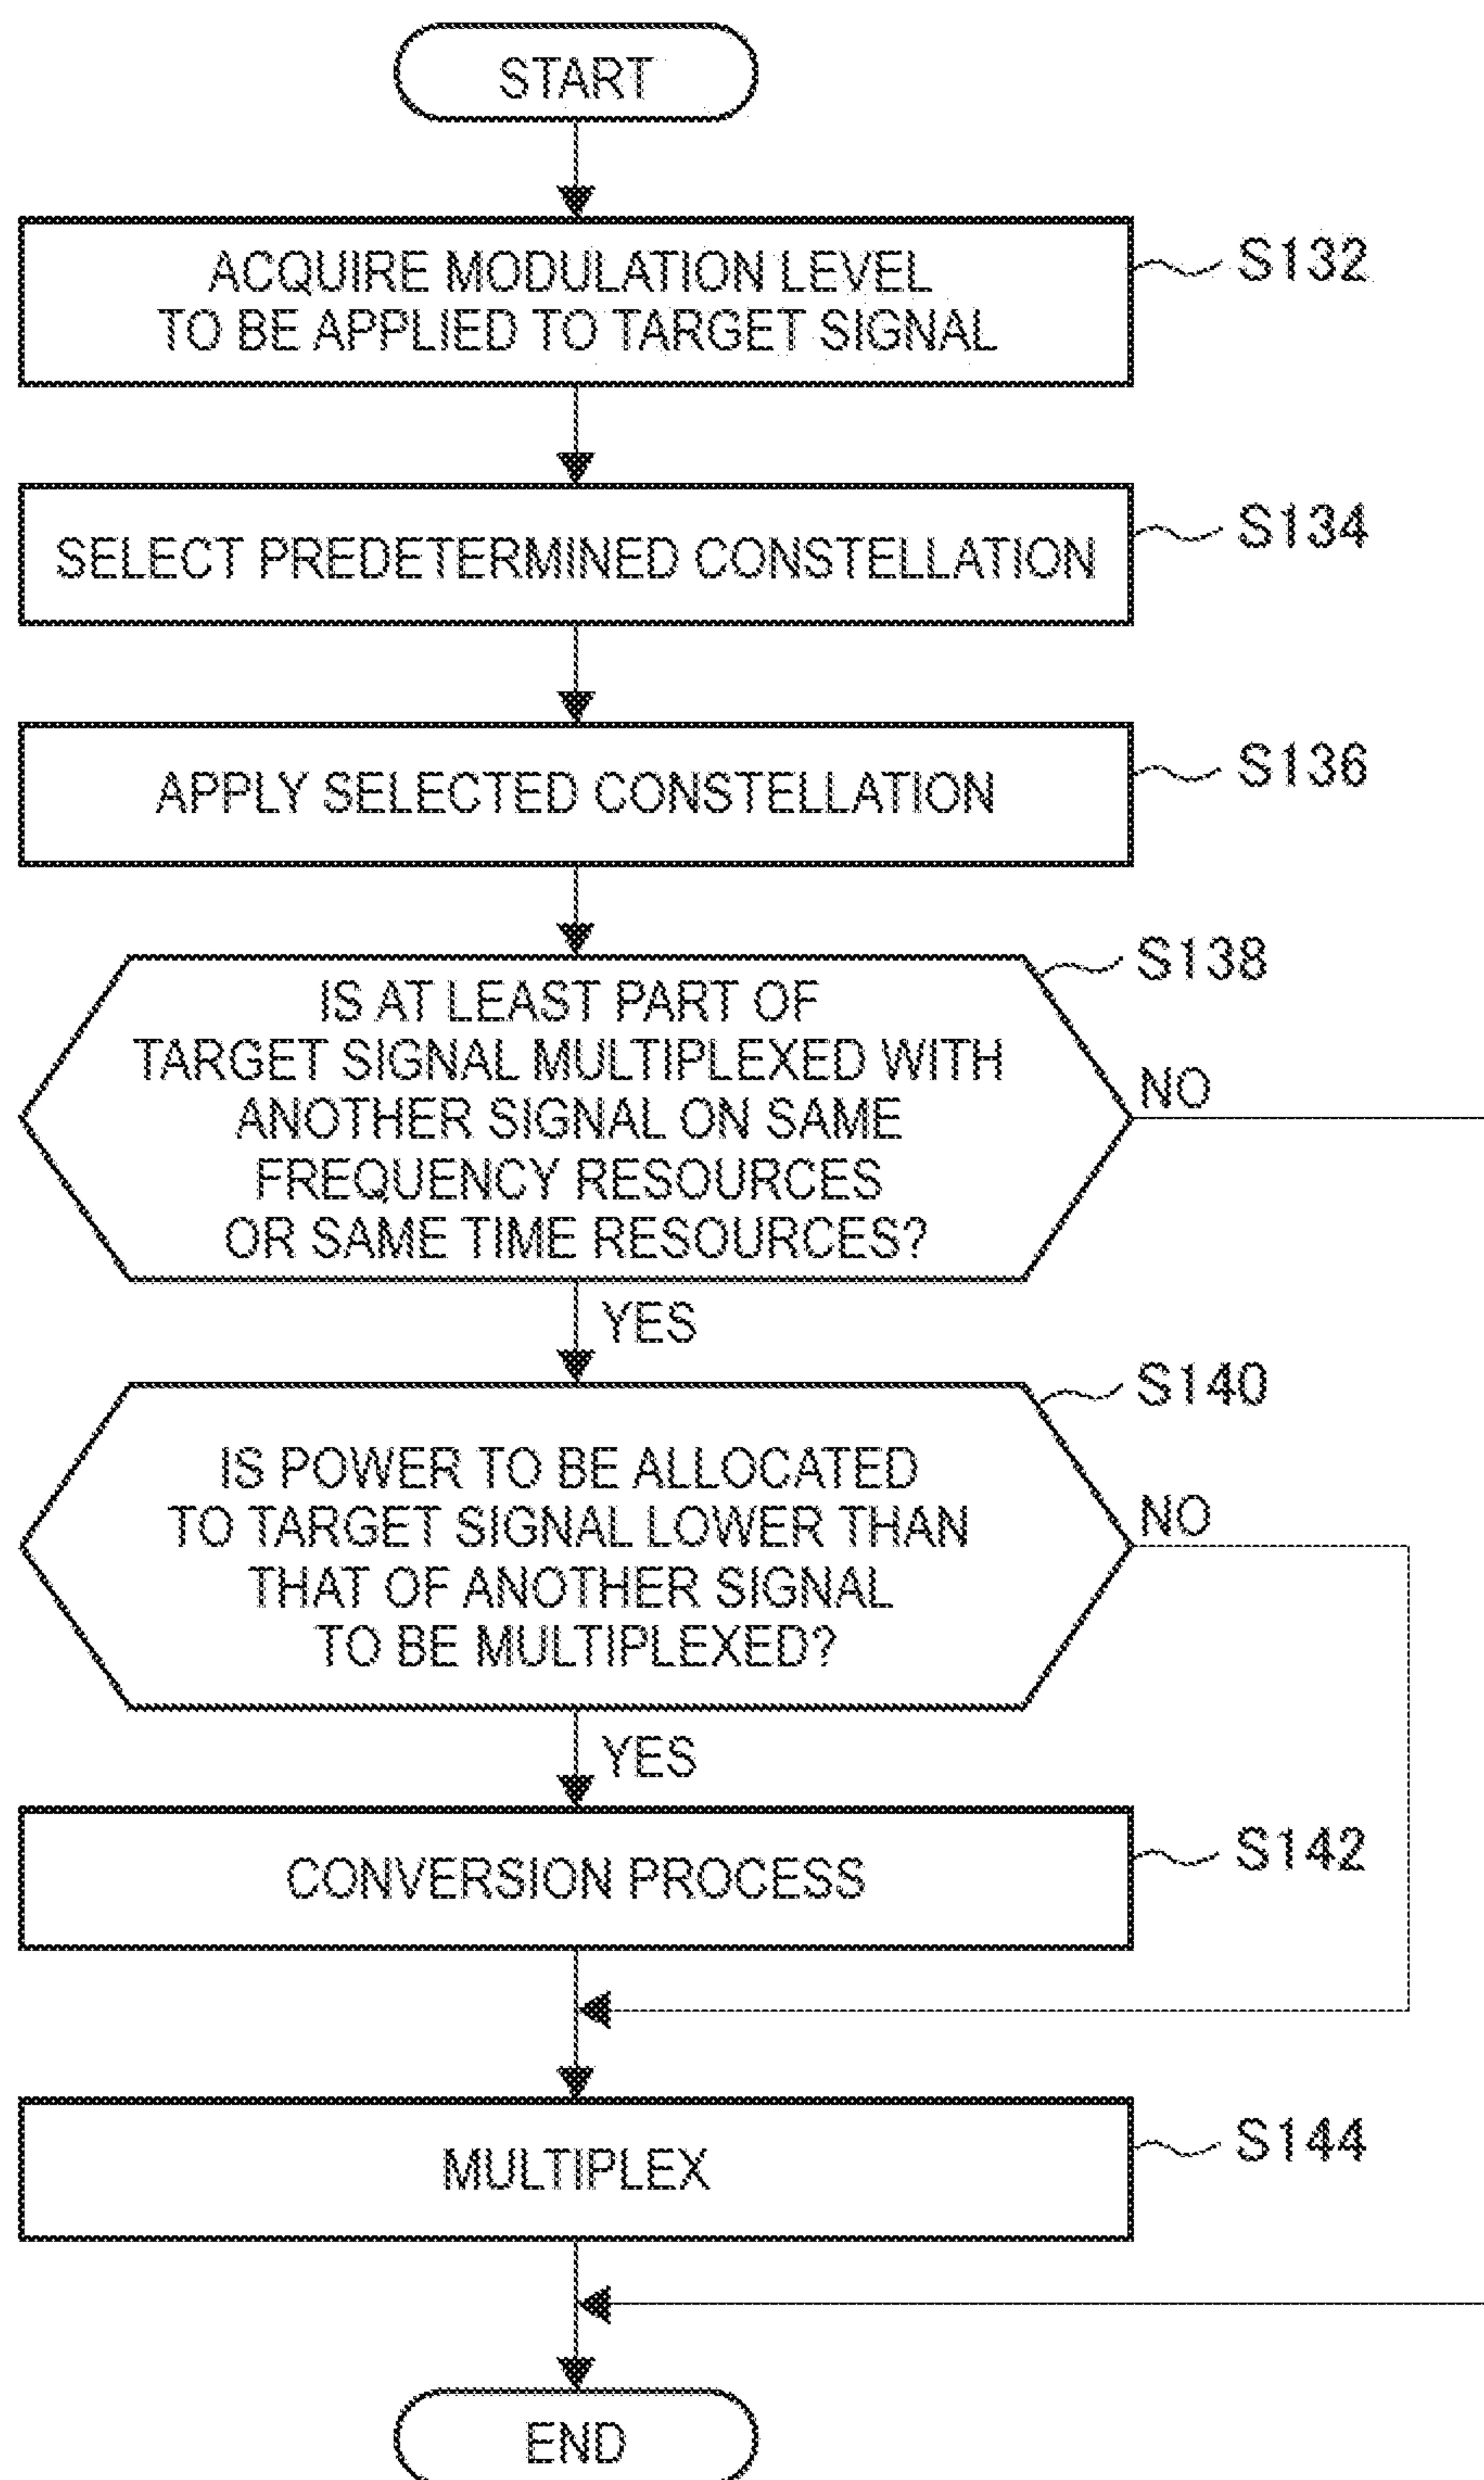 START
ACQUIRE MODULATION LEVEL
TO BE APPLIED TO TARGET SIGNAL
S132
SELECT PREDETERMINED CONSTELLATION
S134
APPLY SELECTED CONSTELLATION
S136
IS AT LEAST PART OF
TARGET SIGNAL MULTIPLEXED WITH
ANOTHER SIGNAL ON SAME
FREQUENCY RESOURCES
OR SAME TIME RESOURCES?
S138
NO
YES
IS POWER TO BE ALLOCATED
TO TARGET SIGNAL LOWER THAN
THAT OF ANOTHER SIGNAL
TO BE MULTIPLEXED?
S140
NO
YES
CONVERSION PROCESS
S142
MULTIPLEX
S144
END